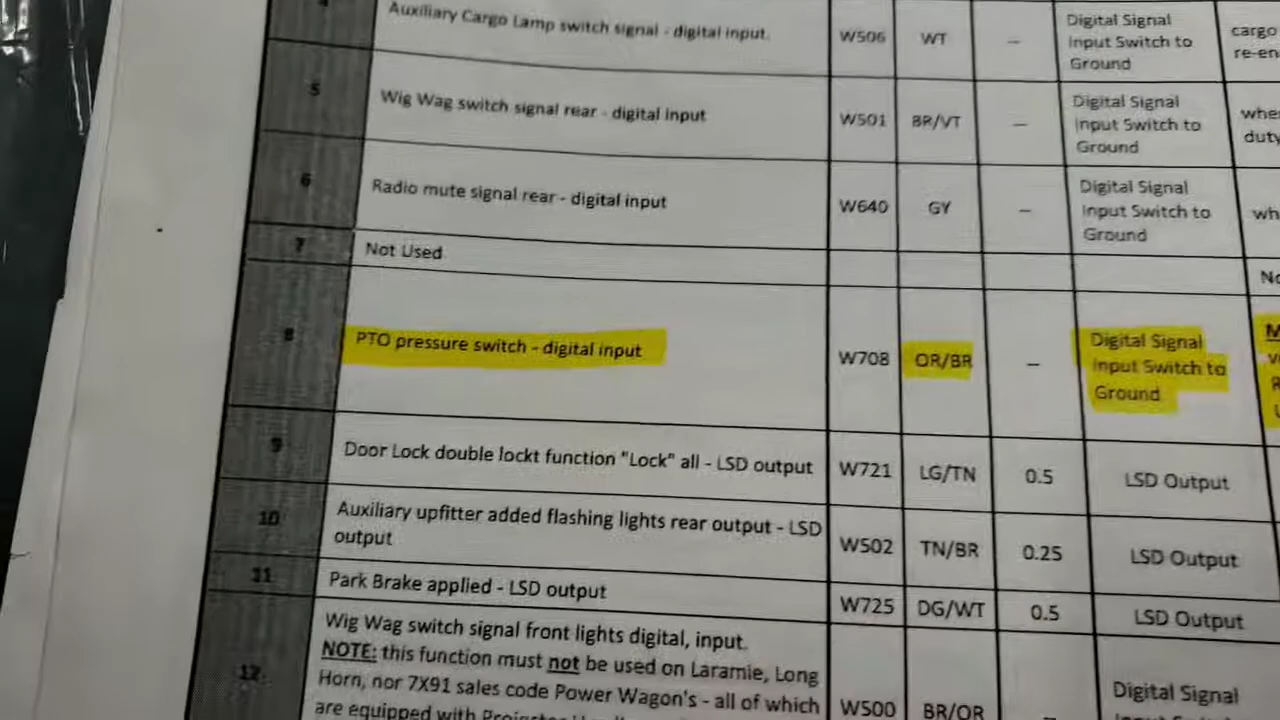 Auxiliary Cargo Lamp switch signal - digital input.
W506
WT
—
Digital Signal
Input Switch to
Ground
cargo
re-en
5
Wig Wag switch signal rear - digital input
W501
BR/VT
—
Digital Signal
Input Switch to
Ground
whe
duty
6
Radio mute signal rear - digital input
W640
GY
—
Digital Signal
Input Switch to
Ground
wh
7
Not Used
8
PTO pressure switch - digital input
W708
OR/BR
—
Digital Signal
Input Switch to
Ground
9
Door Lock double lockt function "Lock" all - LSD output
W721
LG/TN
0.5
LSD Output
10
Auxiliary upfitter added flashing lights rear output - LSD
output
W502
TN/BR
0.25
LSD Output
11
Park Brake applied - LSD output
W725
DG/WT
0.5
LSD Output
12
Wig Wag switch signal front lights digital, input.
NOTE: this function must not be used on Laramie, Long
Horn, nor 7X91 sales code Power Wagon's - all of which
are equipped with
W500
BR/OR
Digital Signal